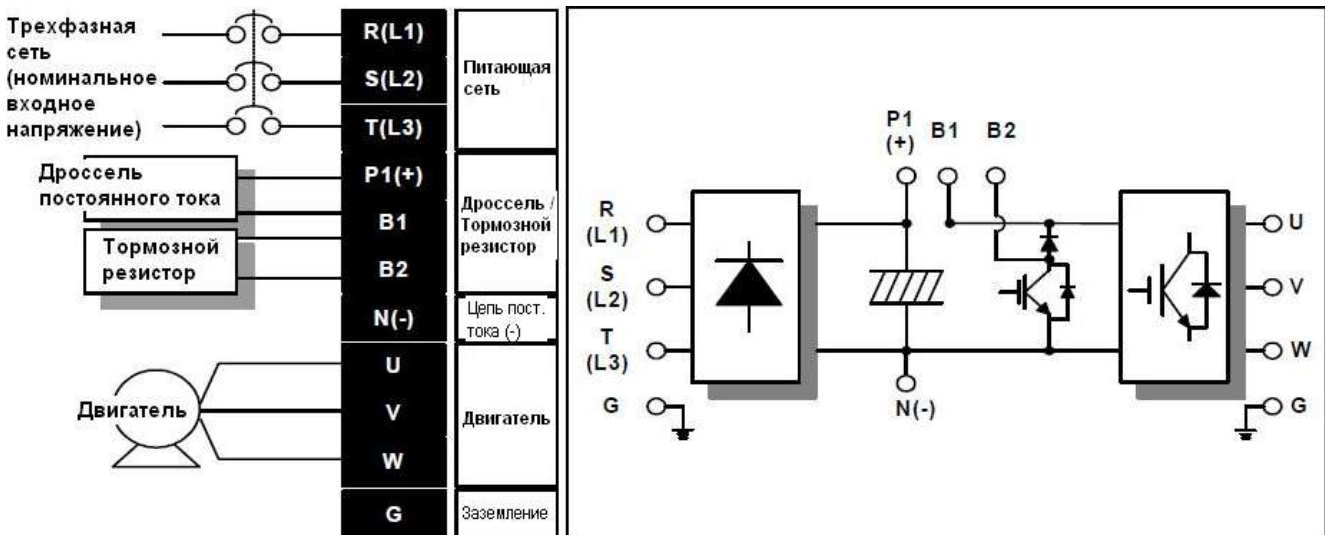 Трехфазная
сеть
(номинальное
входное
напряжение)
Дроссель
постоянного тока
Тормозной
резистор
Двигатель
R(L1)
S(L2)
T(L3)
P1(+)
B1
B2
N(-)
U
V
W
G
Питающая
сеть
Дроссель /
Тормозной
резистор
Цепь пост.
тока (-)
Двигатель
Заземление
P1
(+)
B1
B2
R
(L1)
S
(L2)
T
(L3)
G
N(-)
U
V
W
G